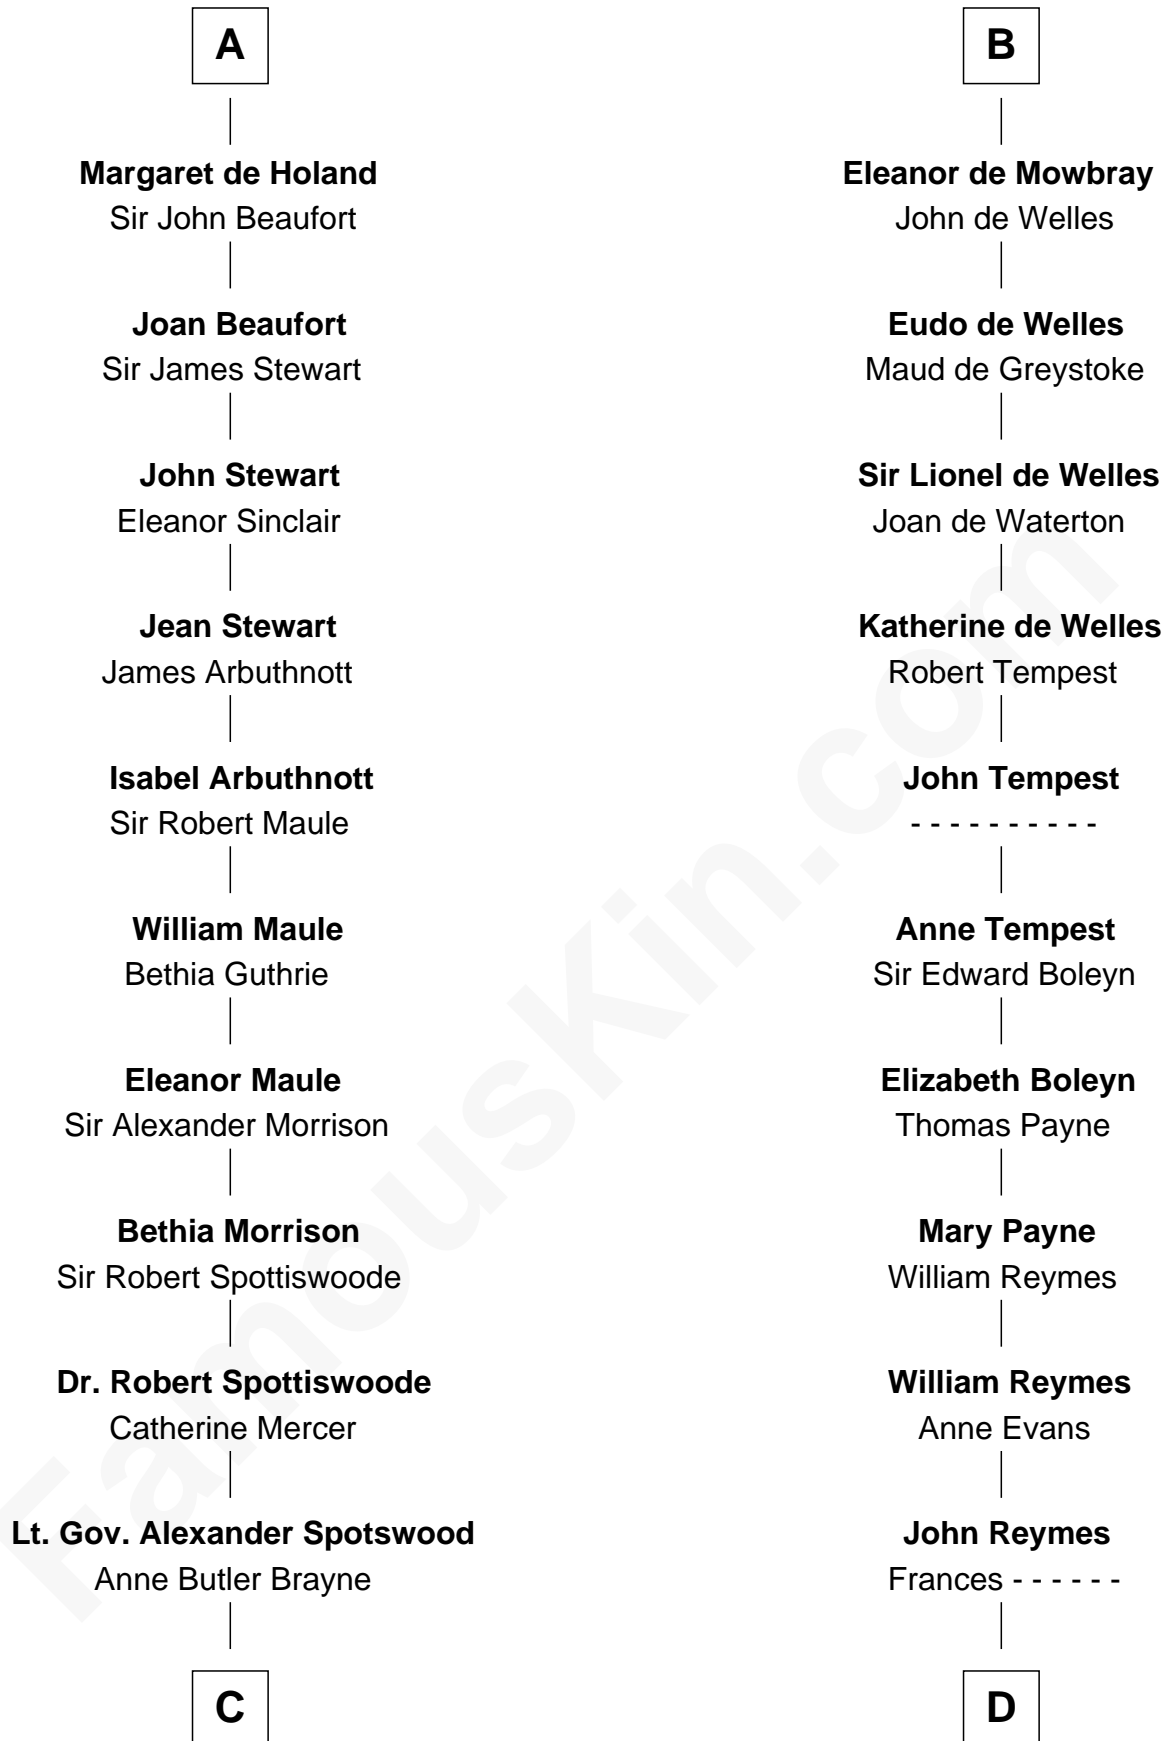 A
Margaret de Holand
Sir John Beaufort
Joan Beaufort
Sir James Stewart
John Stewart
Eleanor Sinclair
Jean Stewart
James Arbuthnott
Isabel Arbuthnott
Sir Robert Maule
William Maule
Bethia Guthrie
Eleanor Maule
Sir Alexander Morrison
Bethia Morrison
Sir Robert Spottiswoode
Dr. Robert Spottiswoode
Catherine Mercer
Lt. Gov. Alexander Spotswood
Anne Butler Brayne
C
B
Eleanor de Mowbray
John de Welles
Eudo de Welles
Maud de Greystoke
Sir Lionel de Welles
Joan de Waterton
Katherine de Welles
Robert Tempest
John Tempest
- - - - - - - - - -
Anne Tempest
Sir Edward Boleyn
Elizabeth Boleyn
Thomas Payne
Mary Payne
William Reymes
William Reymes
Anne Evans
John Reymes
Frances - - - - - -
D
FamousKin.com